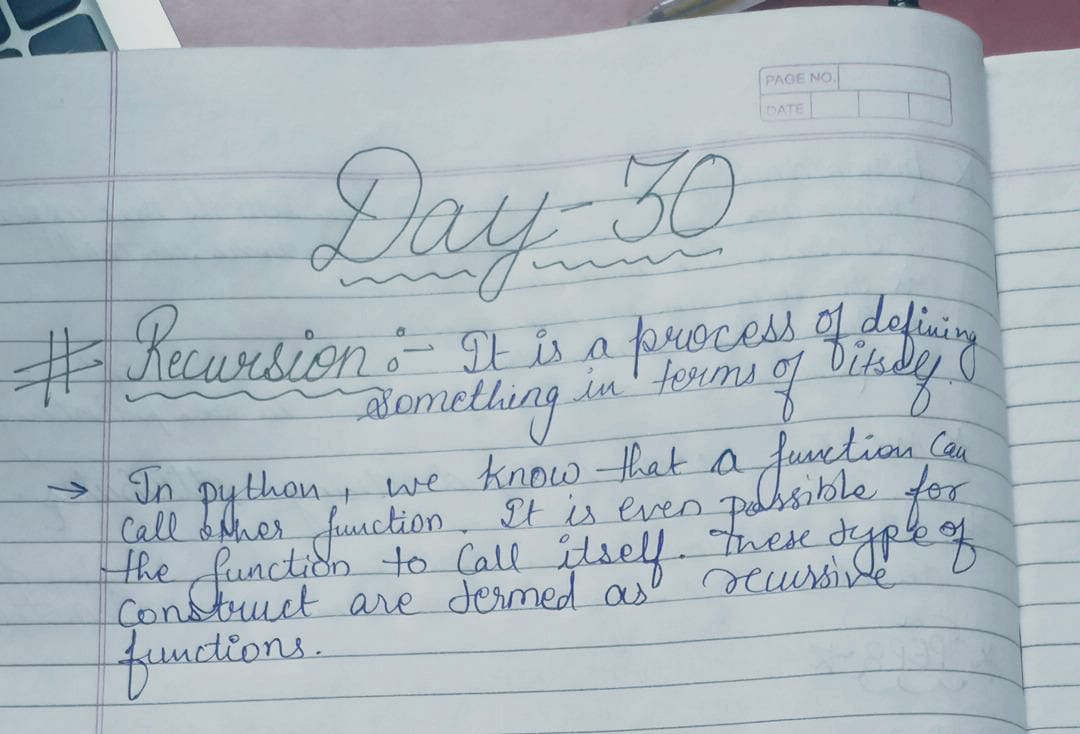 PAGE NO.
DATE
Day-30
# Recursion :- It is a process of defining
something in terms of itself.
→ In python, we know that a function can
call other function. It is even possible for
the function to call itself. These type of
construct are termed as recursive
functions.